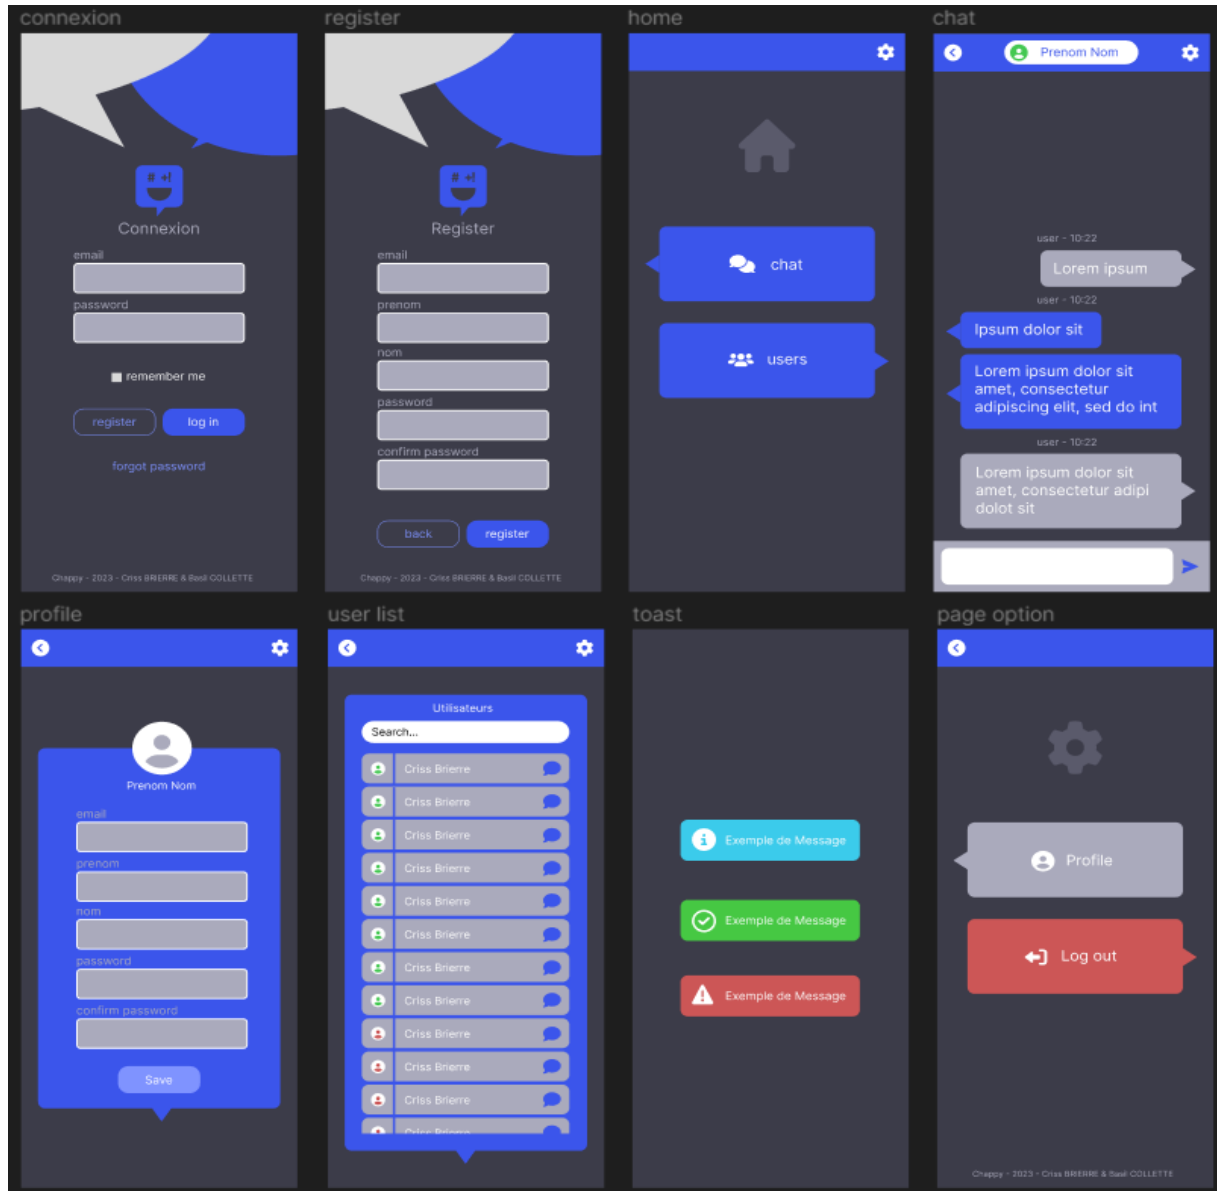 connexion
# +!
Connexion
email
password
remember me
register
log in
forgot password
Chappy - 2023 - Criss BRIERRE & Basil COLLETTE
register
# +!
Register
email
prenom
nom
password
confirm password
back
register
Chappy - 2023 - Criss BRIERRE & Basil COLLETTE
home
chat
users
chat
Prenom Nom
user - 10:22
Lorem ipsum
user - 10:22
Ipsum dolor sit
Lorem ipsum dolor sit
amet, consectetur
adipiscing elit, sed do int
user - 10:22
Lorem ipsum dolor sit
amet, consectetur adipi
dolot sit
profile
Prenom Nom
email
prenom
nom
password
confirm password
Save
user list
Utilisateurs
Search...
Criss Brierre
Criss Brierre
Criss Brierre
Criss Brierre
Criss Brierre
Criss Brierre
Criss Brierre
Criss Brierre
Criss Brierre
Criss Brierre
Criss Brierre
Criss Brierre
toast
Exemple de Message
Exemple de Message
Exemple de Message
page option
Profile
Log out
Chappy - 2023 - Criss BRIERRE & Basil COLLETTE